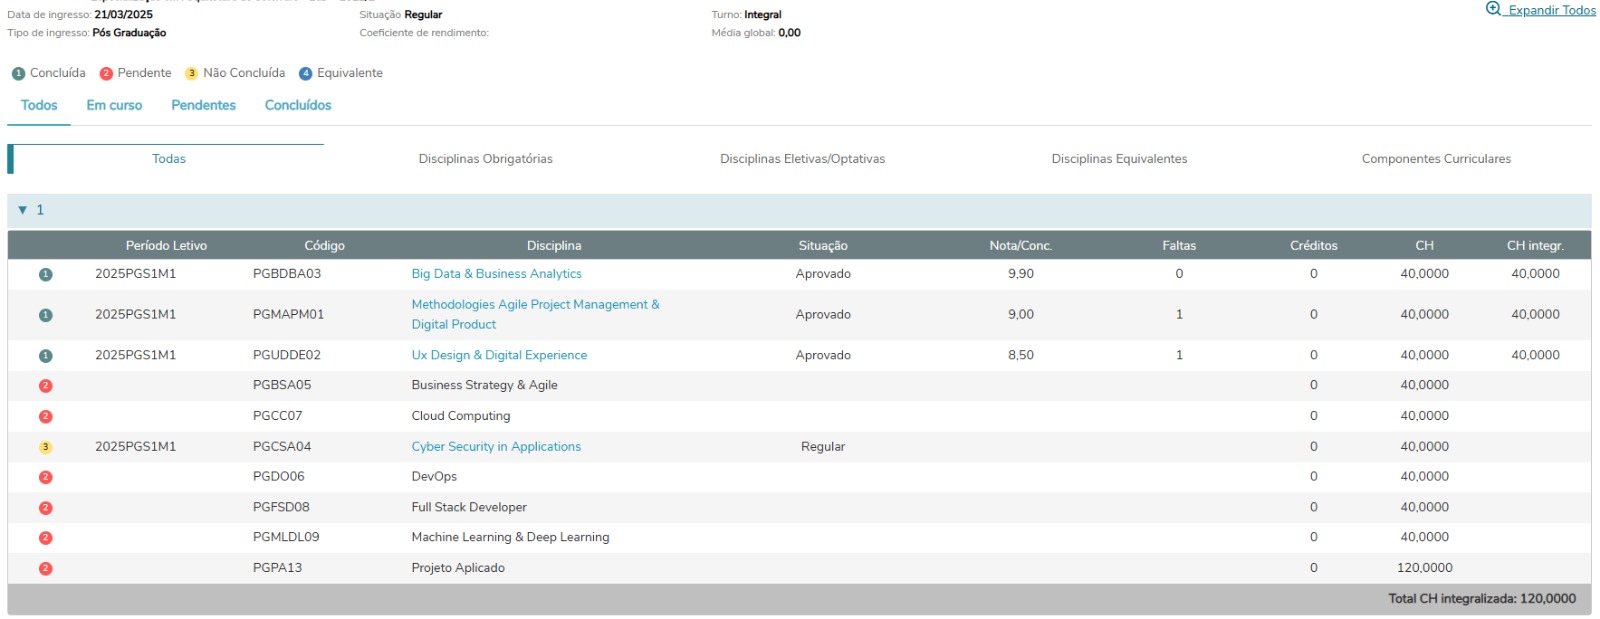 Data de ingresso: 21/03/2025 Situação Regular Turno: Integral Expandir Todos
Tipo de ingresso: Pós Graduação Coeficiente de rendimento: Média global: 0,00
1 Concluída 2 Pendente 3 Não Concluída 4 Equivalente
Todos Em curso Pendentes Concluídos
Todas Disciplinas Obrigatórias Disciplinas Eletivas/Optativas Disciplinas Equivalentes Componentes Curriculares
▼ 1
Período Letivo Código Disciplina Situação Nota/Conc. Faltas Créditos CH CH integr.
1 2025PGS1M1 PGBDBA03 Big Data & Business Analytics Aprovado 9,90 0 0 40,0000 40,0000
1 2025PGS1M1 PGMAPM01 Methodologies Agile Project Management & Aprovado 9,00 1 0 40,0000 40,0000
Digital Product
1 2025PGS1M1 PGUDDE02 Ux Design & Digital Experience Aprovado 8,50 1 0 40,0000 40,0000
2 PGBSA05 Business Strategy & Agile 0 40,0000
2 PGCC07 Cloud Computing 0 40,0000
3 2025PGS1M1 PGCSA04 Cyber Security in Applications Regular 0 40,0000
2 PGDO06 DevOps 0 40,0000
2 PGFSD08 Full Stack Developer 0 40,0000
2 PGMLDL09 Machine Learning & Deep Learning 0 40,0000
2 PGPA13 Projeto Aplicado 0 120,0000
Total CH integralizada: 120,0000